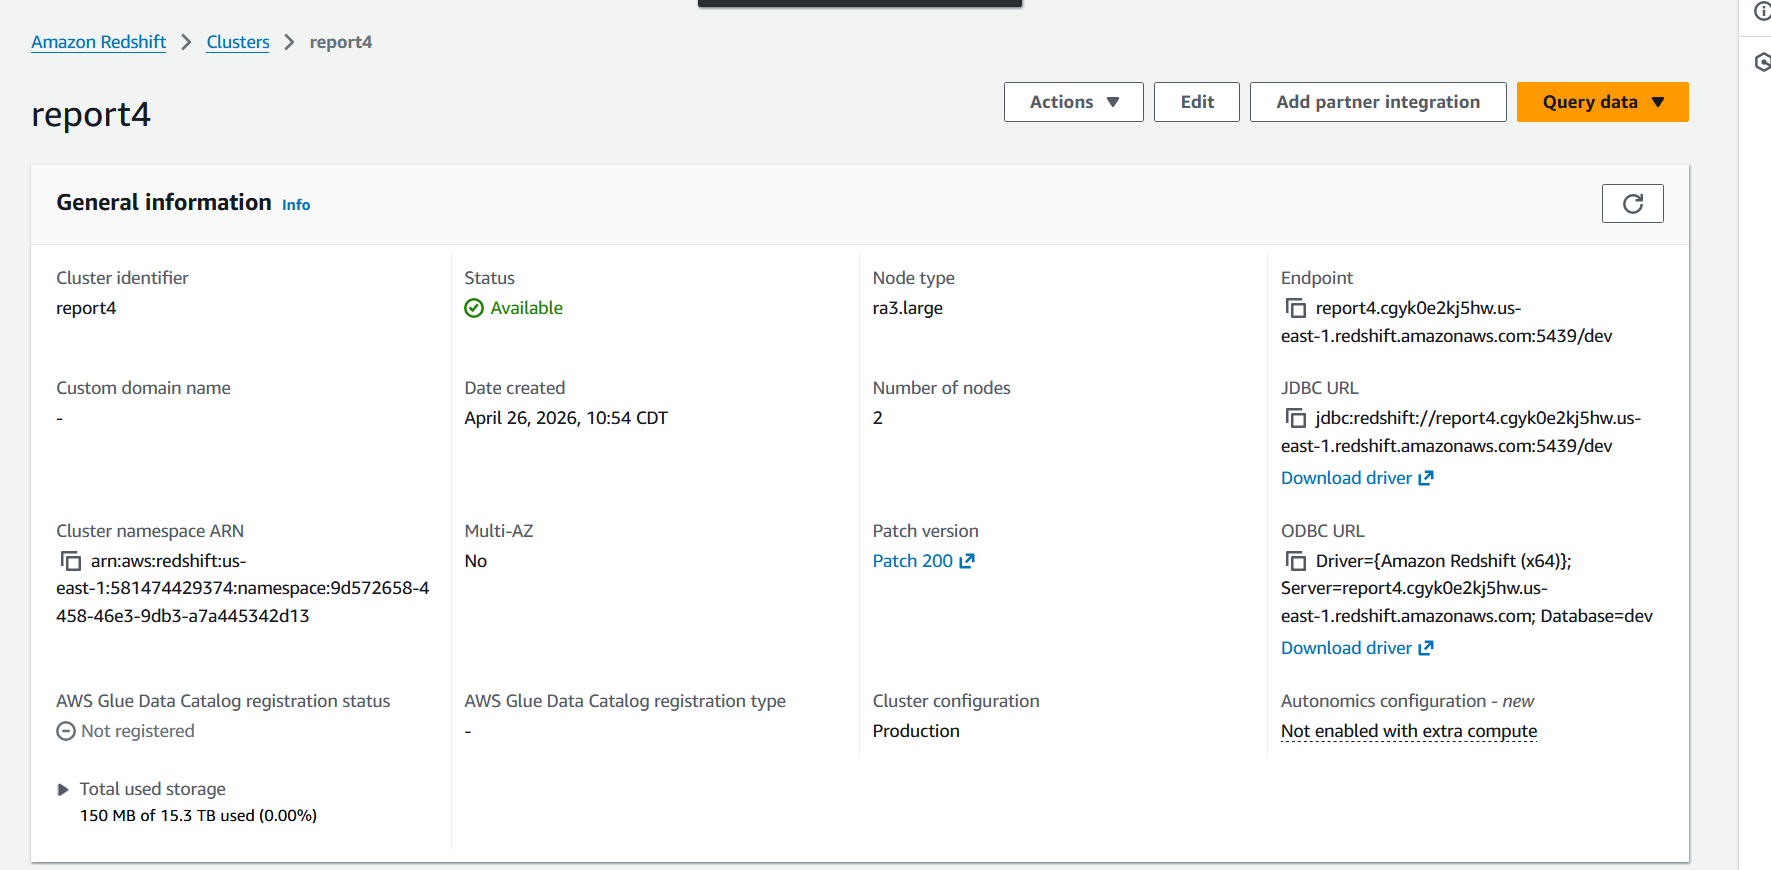 Amazon Redshift > Clusters > report4
report4
Actions
Edit
Add partner integration
Query data
General information Info
Cluster identifier
report4
Status
Available
Node type
ra3.large
Endpoint
report4.cgyk0e2kj5hw.us-
east-1.redshift.amazonaws.com:5439/dev
Custom domain name
-
Date created
April 26, 2026, 10:54 CDT
Number of nodes
2
JDBC URL
jdbc:redshift://report4.cgyk0e2kj5hw.us-
east-1.redshift.amazonaws.com:5439/dev
Download driver
Cluster namespace ARN
arn:aws:redshift:us-
east-1:581474429374:namespace:9d572658-4
458-46e3-9db3-a7a445342d13
Multi-AZ
No
Patch version
Patch 200
ODBC URL
Driver={Amazon Redshift (x64)};
Server=report4.cgyk0e2kj5hw.us-
east-1.redshift.amazonaws.com; Database=dev
Download driver
AWS Glue Data Catalog registration status
Not registered
AWS Glue Data Catalog registration type
-
Cluster configuration
Production
Autonomics configuration - new
Not enabled with extra compute
Total used storage
150 MB of 15.3 TB used (0.00%)